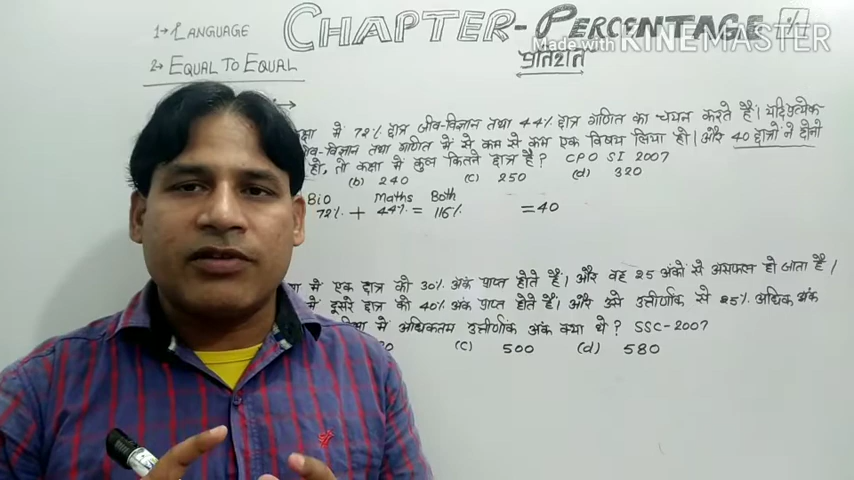 1→ LANGUAGE
2→ EQUAL TO EQUAL
CHAPTER-PERCENTAGE %
Made with KINEMASTER
प्रतिशत
में 72% छात्र जीव-विज्ञान तथा 44% छात्र गणित का चयन करते हैं। यदि प्रत्येक
तथा गणित में से कम से कम एक विषय लिया हो। और 40 छात्रों ने दोनो
हो, तो कक्षा में कुल कितने छात्र है? CPO SI 2007
(b) 240 (c) 250 (d) 320
Bio Maths Both
72% + 44% = 116% =40
में एक छात्र को 30% अंक प्राप्त होते हैं। और वह 25 अंकों से असफल हो जाता है।
में दूसरे छात्र को 40% अंक प्राप्त होते हैं। और उसे उत्तीर्णांक से 25% अधिक अंक
में अधिकतम उत्तीर्णांक अंक क्या थे? SSC-2007
(c) 500 (d) 580